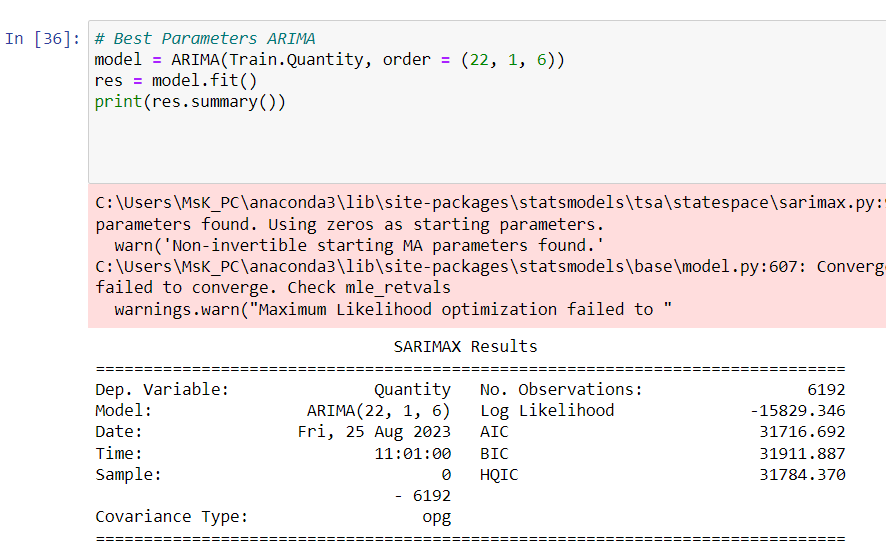 In [36]: # Best Parameters ARIMA
model = ARIMA(Train.Quantity, order = (22, 1, 6))
res = model.fit()
print(res.summary())
C:\Users\MsK_PC\anaconda3\lib\site-packages\statsmodels\tsa\statespace\sarimax.py:
parameters found. Using zeros as starting parameters.
warn('Non-invertible starting MA parameters found.'
C:\Users\MsK_PC\anaconda3\lib\site-packages\statsmodels\base\model.py:607: Converg
failed to converge. Check mle_retvals
warnings.warn("Maximum Likelihood optimization failed to "
SARIMAX Results
==============================================================================
Dep. Variable: Quantity No. Observations: 6192
Model: ARIMA(22, 1, 6) Log Likelihood -15829.346
Date: Fri, 25 Aug 2023 AIC 31716.692
Time: 11:01:00 BIC 31911.887
Sample: 0 HQIC 31784.370
- 6192
Covariance Type: opg
==============================================================================